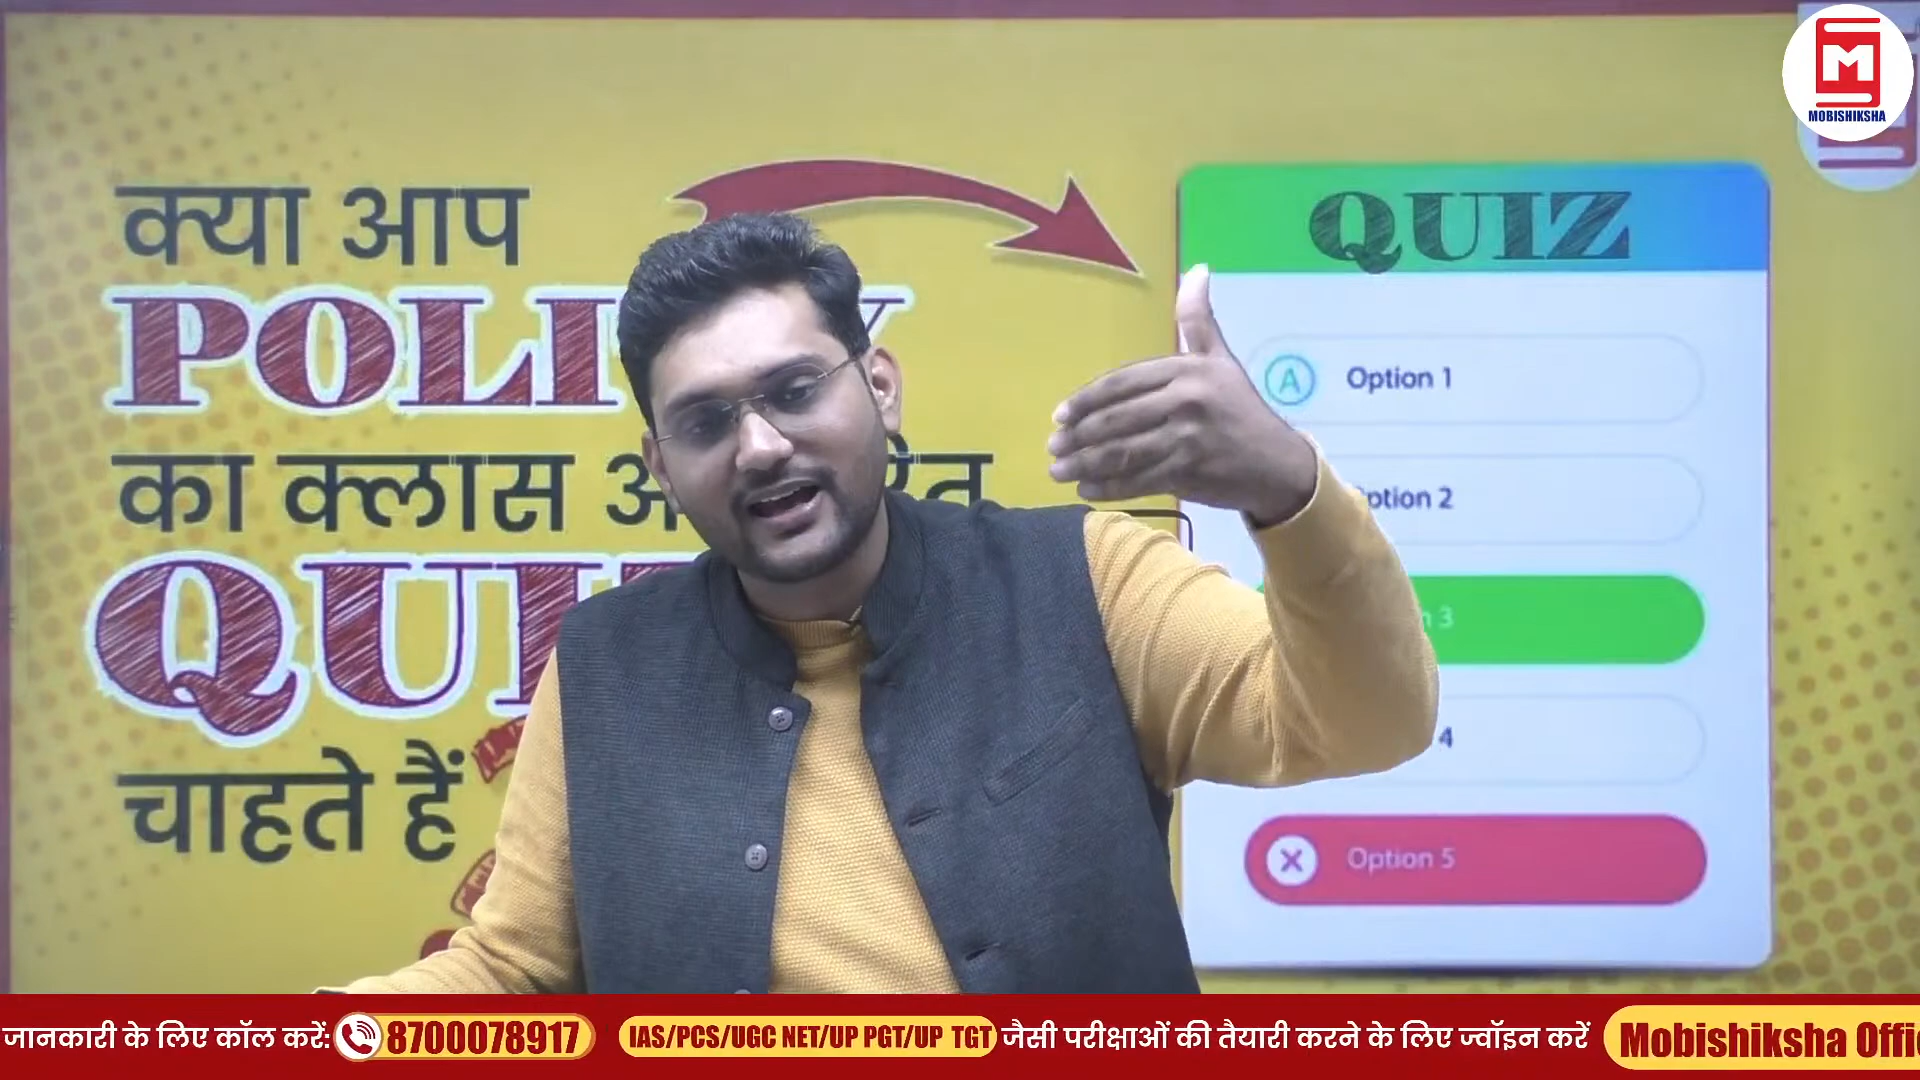 MOBISHIKSHA
क्या आप
POLI
का क्लास
QUI
चाहते हैं
QUIZ
A Option 1
ption 2
3
4
Option 5
जानकारी के लिए कॉल करें: 8700078917 IAS/PCS/UGC NET/UP PGT/UP TGT जैसी परीक्षाओं की तैयारी करने के लिए ज्वॉइन करें Mobishiksha Offi